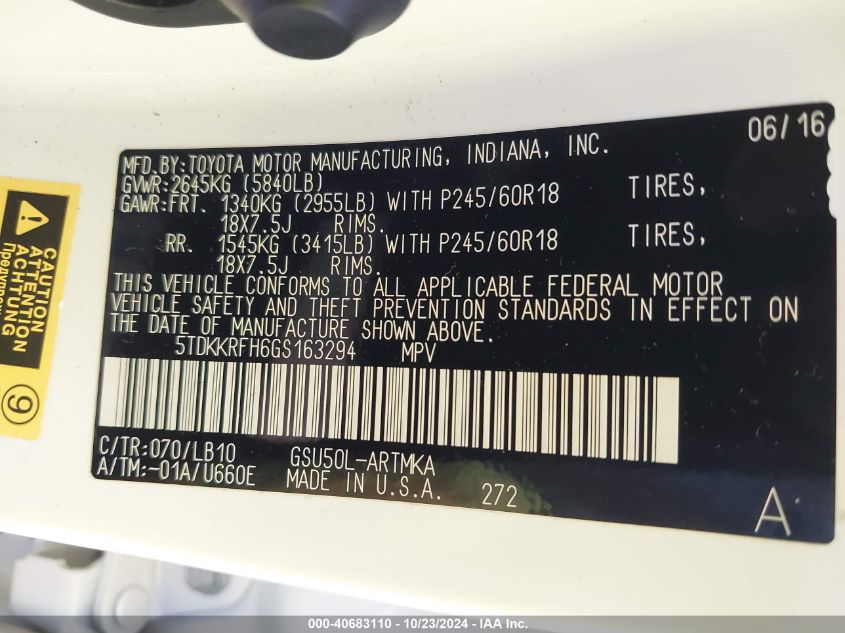 06/16
MFD.BY:TOYOTA MOTOR MANUFACTURING, INDIANA, INC.
GVWR:2645KG (5840LB)
GAWR:FRT. 1340KG (2955LB) WITH P245/60R18 TIRES,
18X7.5J RIMS.
RR. 1545KG (3415LB) WITH P245/60R18 TIRES,
18X7.5J RIMS.
THIS VEHICLE CONFORMS TO ALL APPLICABLE FEDERAL MOTOR
VEHICLE SAFETY AND THEFT PREVENTION STANDARDS IN EFFECT ON
THE DATE OF MANUFACTURE SHOWN ABOVE.
5TDKKRFH6GS163294 MPV
C/TR:070/LB10 GSU50L-ARTMKA
A/TM:-01A/U660E MADE IN U.S.A. 272
A
CAUTION
ATTENTION
ACHTUNG
9
000-40683110 - 10/23/2024 - IAA Inc.